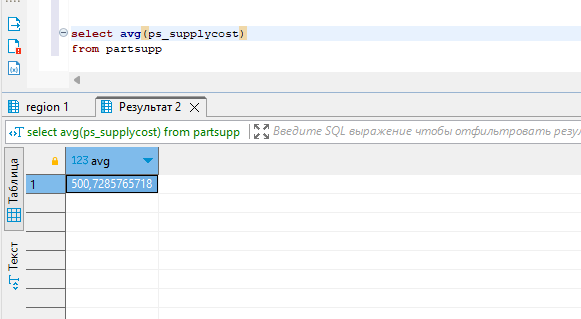 select avg(ps_supplycost)
from partsupp
region 1
Результат 2
select avg(ps_supplycost) from partsupp
Введите SQL выражение чтобы отфильтровать резул
Таблица
Текст
123 avg
1
500,7285765718